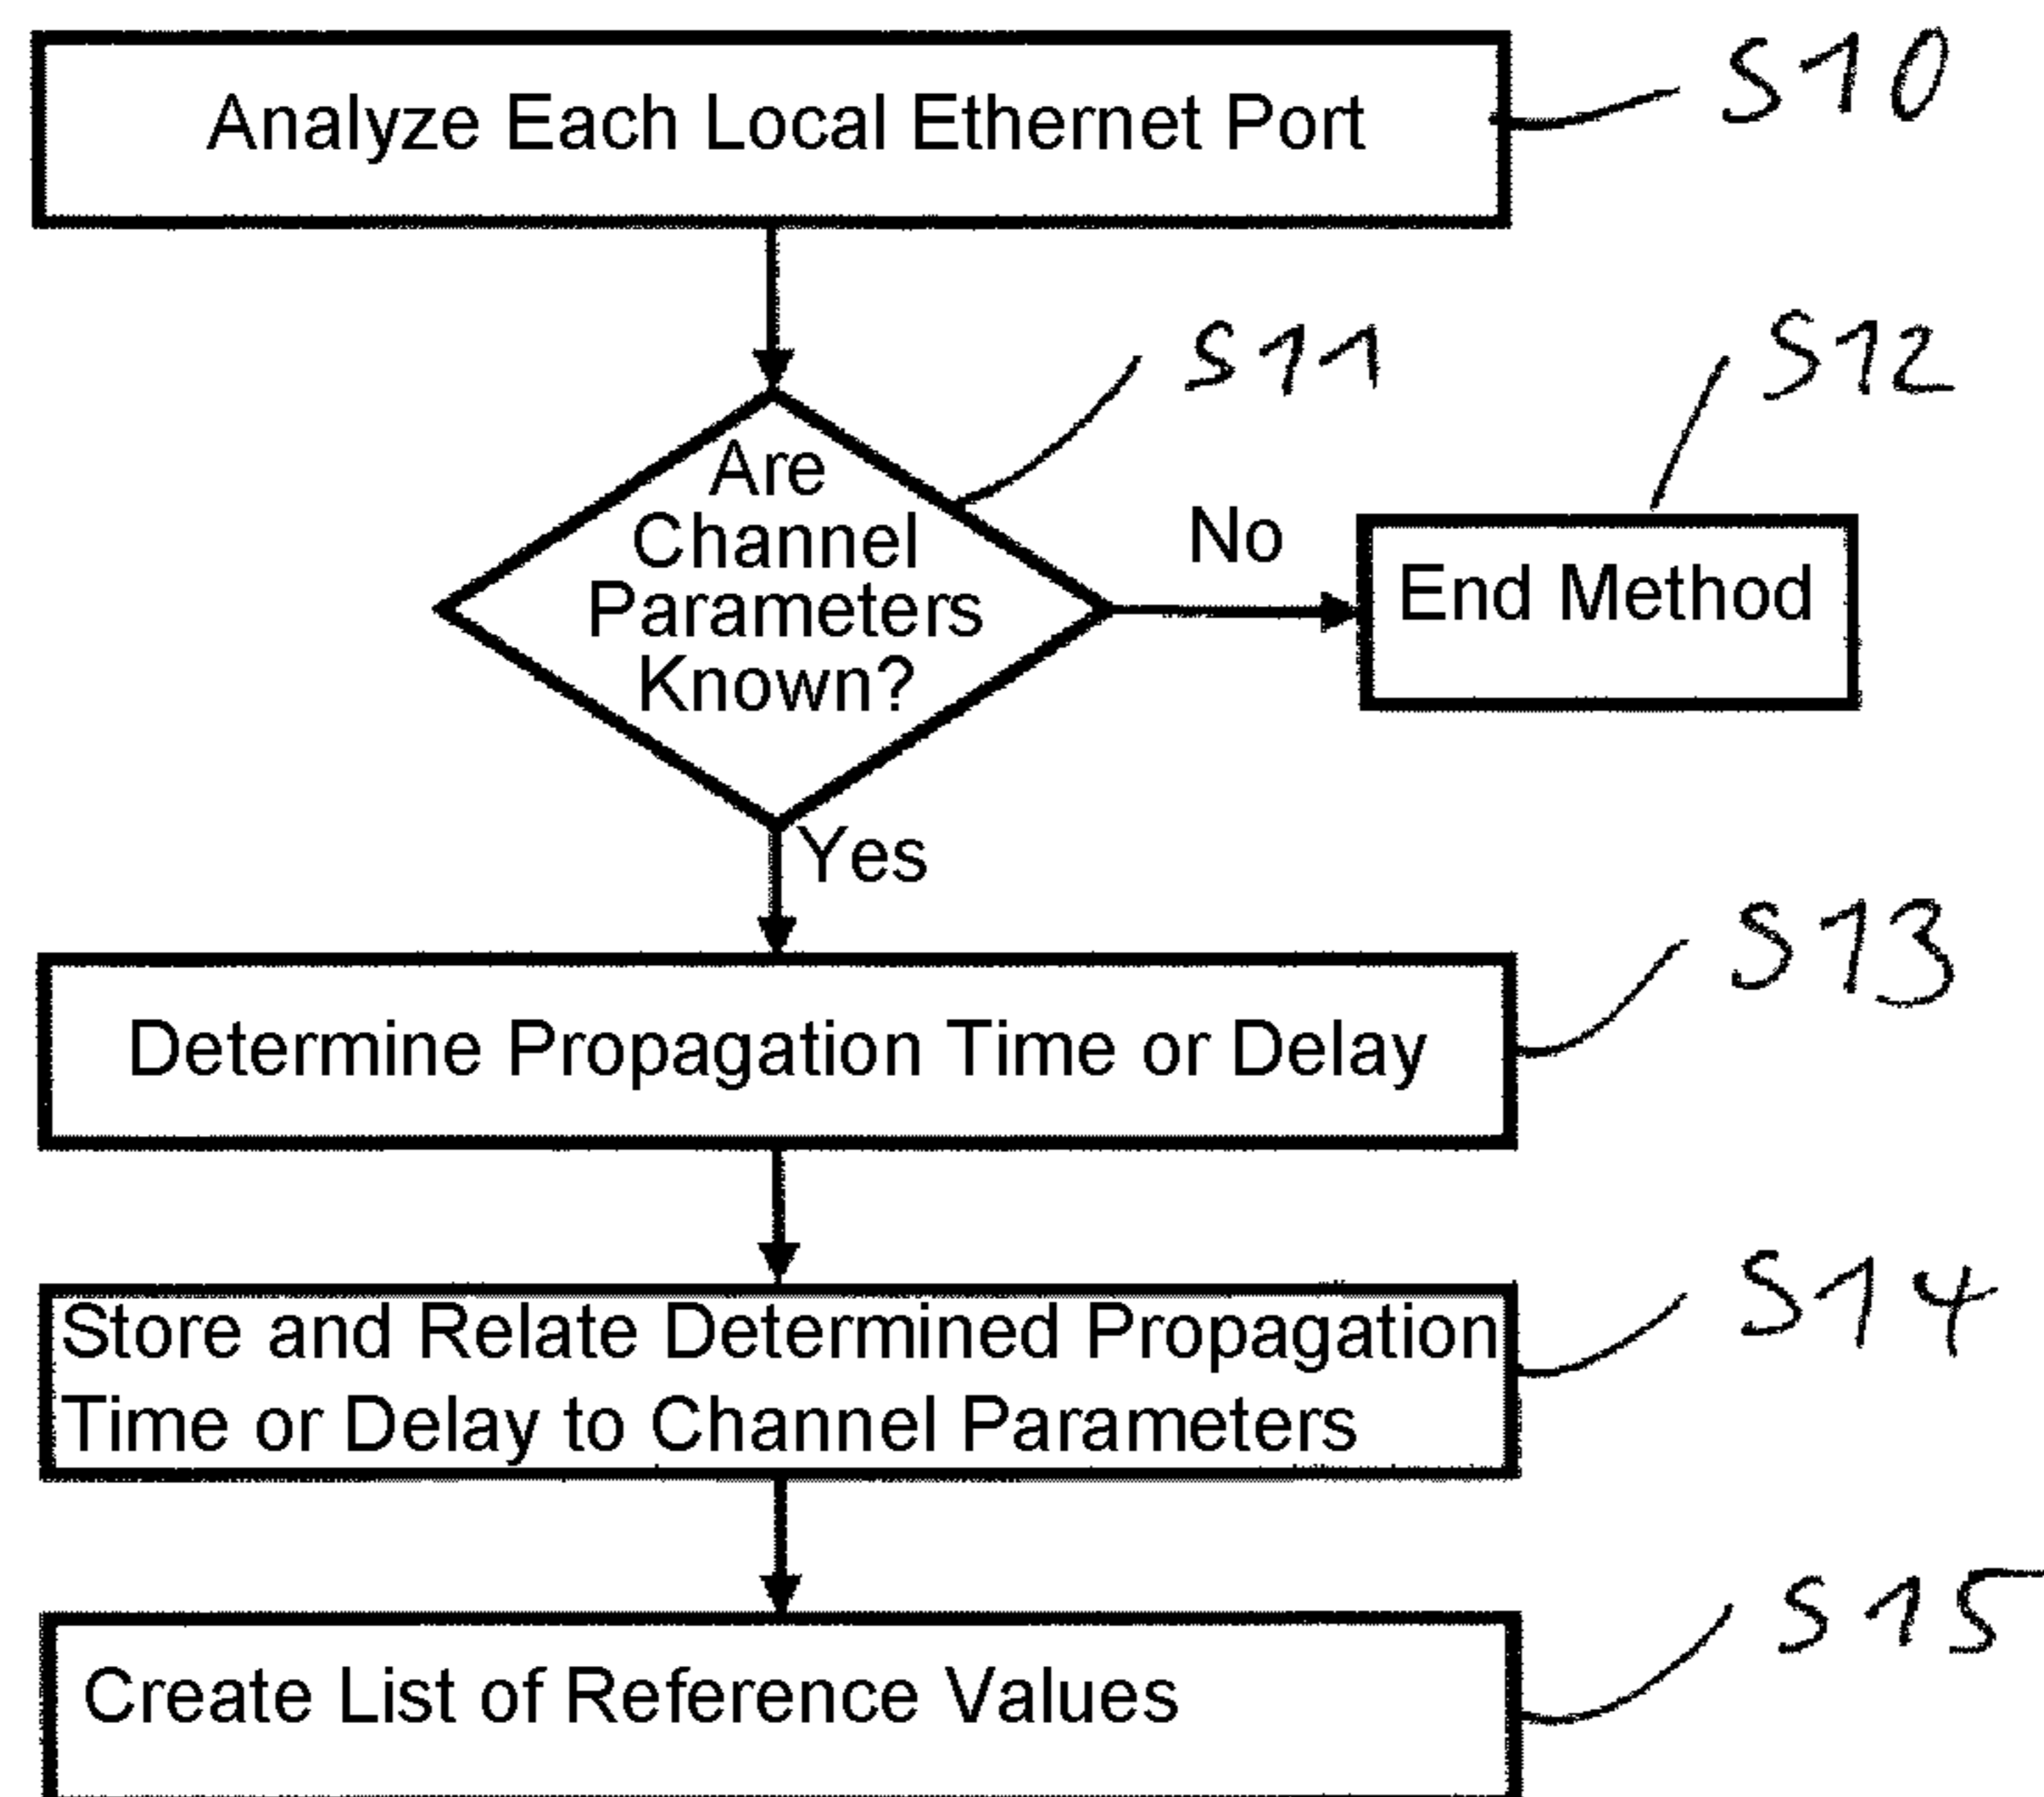 Analyze Each Local Ethernet Port
S10
Are
Channel
Parameters
Known?
S11
No
End Method
S12
Yes
Determine Propagation Time or Delay
S13
Store and Relate Determined Propagation
Time or Delay to Channel Parameters
S14
Create List of Reference Values
S15